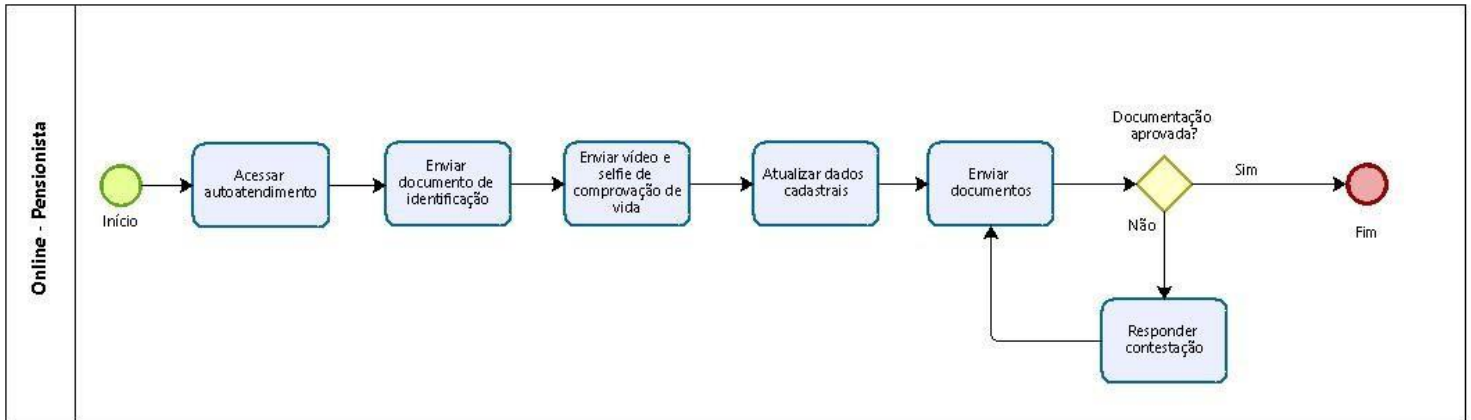 Online - Pensionista
Início
Acessar
autoatendimento
Enviar
documento de
identificação
Enviar vídeo e
selfie de
comprovação de
vida
Atualizar dados
cadastrais
Enviar
documentos
Documentação
aprovada?
Sim
Não
Fim
Responder
contestação